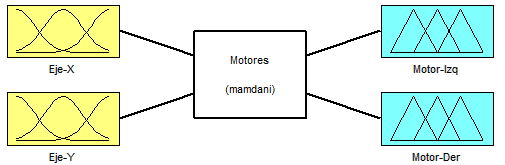 Eje-X
Motores
(mamdani)
Motor-Izq
Eje-Y
Motor-Der